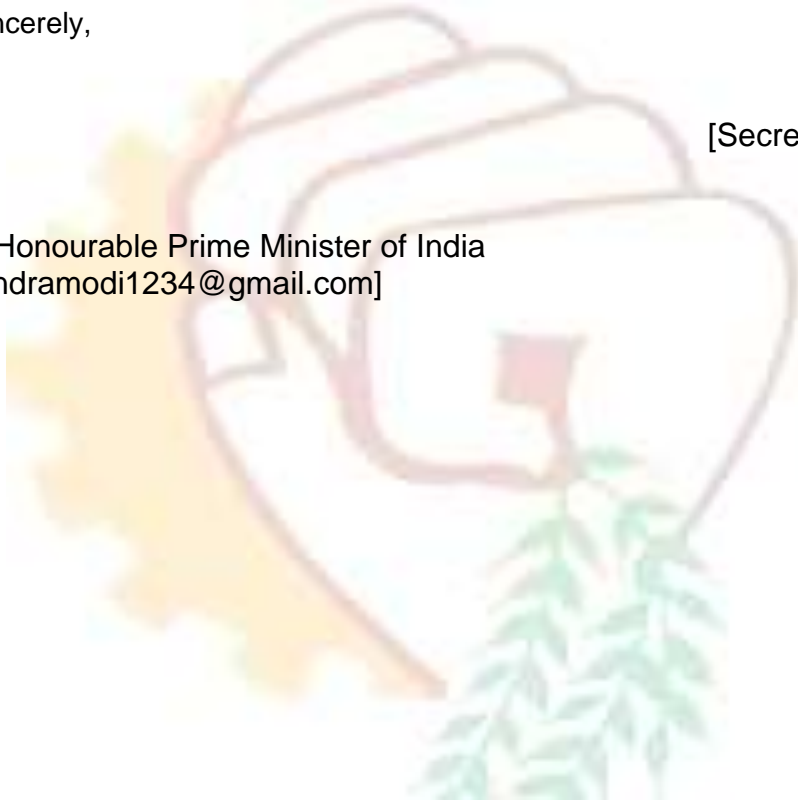 ncerely,
[Secre
Honourable Prime Minister of India
ndramodi1234@gmail.com]